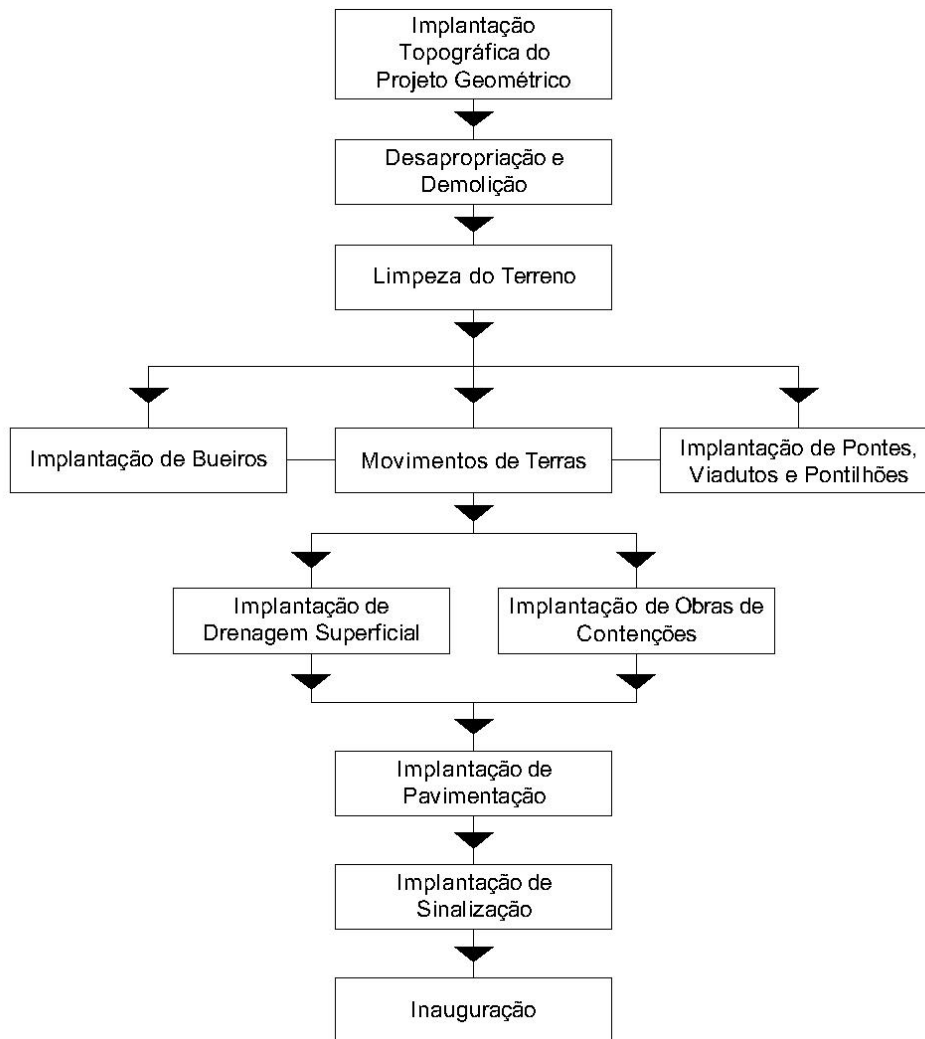 Implantação
Topográfica do
Projeto Geométrico
Desapropriação e
Demolição
Limpeza do Terreno
Implantação de Bueiros
Movimentos de Terras
Implantação de Pontes,
Viadutos e Pontilhões
Implantação de
Drenagem Superficial
Implantação de Obras de
Contenções
Implantação de
Pavimentação
Implantação de
Sinalização
Inauguração